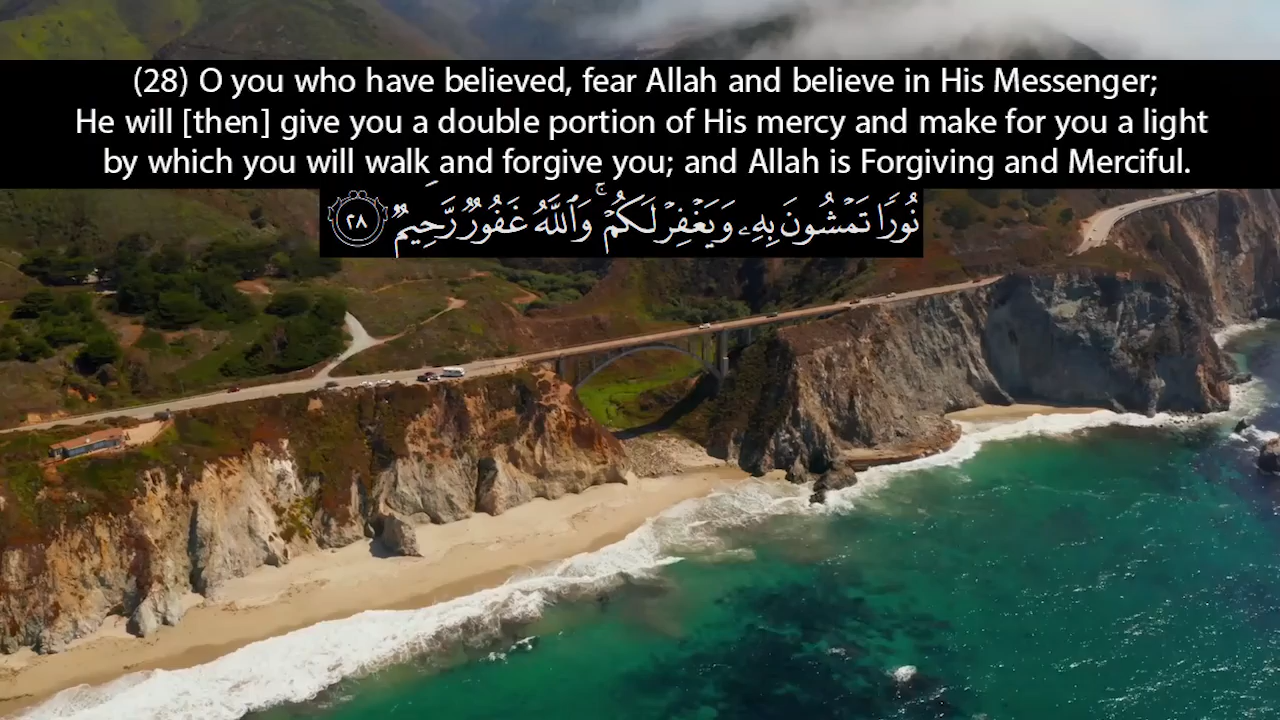 (28) O you who have believed, fear Allah and believe in His Messenger;
He will [then] give you a double portion of His mercy and make for you a light
by which you will walk and forgive you; and Allah is Forgiving and Merciful.
نُورًا تَمْشُونَ بِهِۦ وَيَغْفِرْ لَكُمْ ۚ وَٱللَّهُ غَفُورٌ رَّحِيمٌ ٢٨